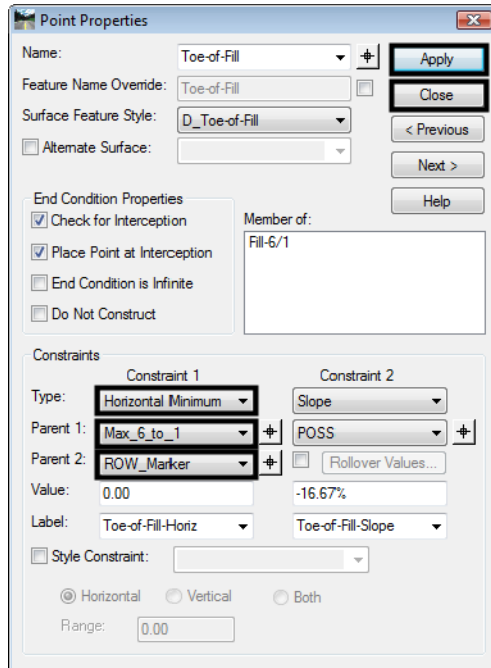 Point Properties
Name: Toe-of-Fill Apply
Feature Name Override: Toe-of-Fill Close
Surface Feature Style: D_Toe-of-Fill < Previous
Alternate Surface: Next >
Help
End Condition Properties
Check for Interception
Place Point at Interception
End Condition is Infinite
Do Not Construct
Member of:
Fill-6/1
Constraints
Constraint 1 Constraint 2
Type: Horizontal Minimum Slope
Parent 1: Max_6_to_1 POSS
Parent 2: ROW_Marker Rollover Values...
Value: 0.00 -16.67%
Label: Toe-of-Fill-Horiz Toe-of-Fill-Slope
Style Constraint:
Horizontal Vertical Both
Range: 0.00